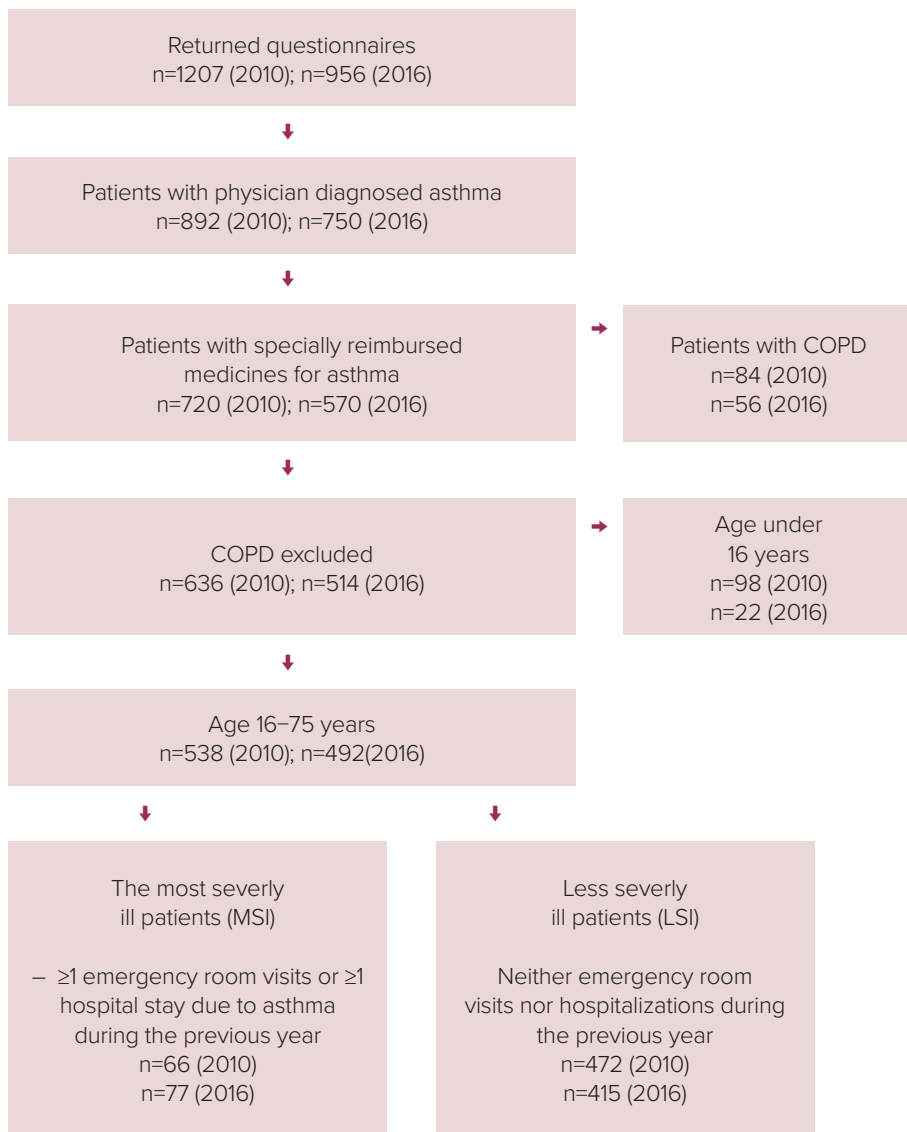 Returned questionnaires
n=1207 (2010); n=956 (2016)
Patients with physician diagnosed asthma
n=892 (2010); n=750 (2016)
Patients with specially reimbursed
medicines for asthma
n=720 (2010); n=570 (2016)
Patients with COPD
n=84 (2010)
n=56 (2016)
COPD excluded
n=636 (2010); n=514 (2016)
Age under
16 years
n=98 (2010)
n=22 (2016)
Age 16–75 years
n=538 (2010); n=492(2016)
The most severly
ill patients (MSI)
– ≥1 emergency room visits or ≥1
hospital stay due to asthma
during the previous year
n=66 (2010)
n=77 (2016)
Less severly
ill patients (LSI)
Neither emergency room
visits nor hospitalizations during
the previous year
n=472 (2010)
n=415 (2016)